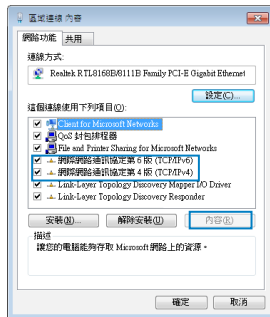 區域連線 內容
網路功能 共用
連線方式:
Realtek RTL8168B/8111B Family PCI-E Gigabit Ethernet
設定(C)...
這個連線使用下列項目(O):
Client for Microsoft Networks
QoS 封包排程器
File and Printer Sharing for Microsoft Networks
網際網路通訊協定第 6 版 (TCP/IPv6)
網際網路通訊協定第 4 版 (TCP/IPv4)
Link-Layer Topology Discovery Mapper I/O Driver
Link-Layer Topology Discovery Responder
安裝(N)... 解除安裝(U) 內容(R)
描述
讓您的電腦能夠存取 Microsoft 網路上的資源。
確定 取消